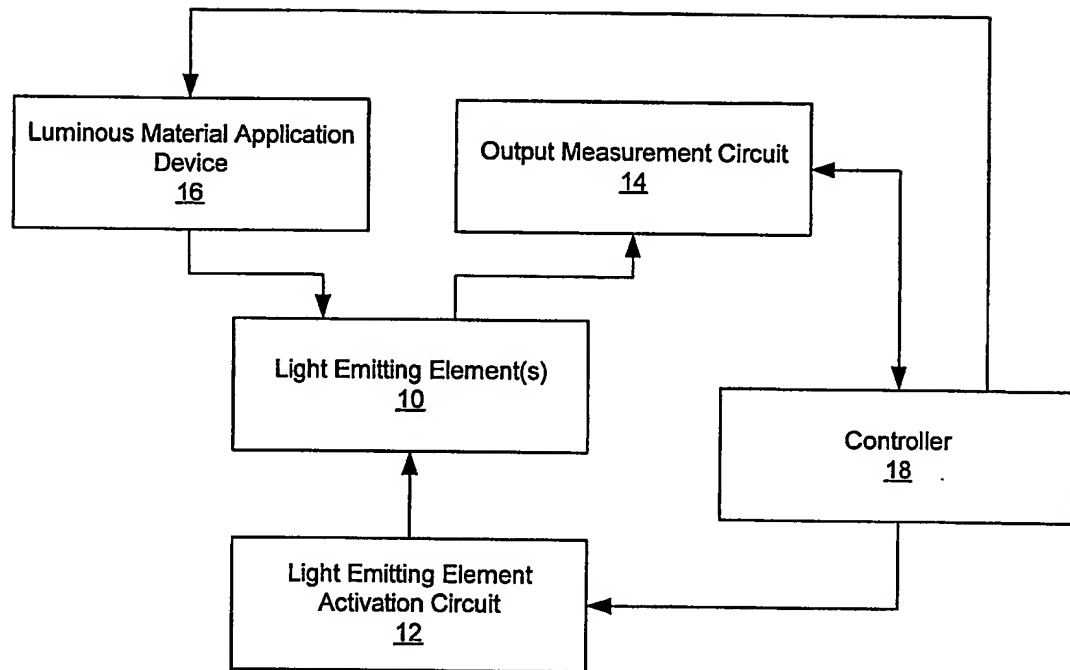 Luminous Material Application
Device
16
Output Measurement Circuit
14
Light Emitting Element(s)
10
Controller
18
Light Emitting Element
Activation Circuit
12